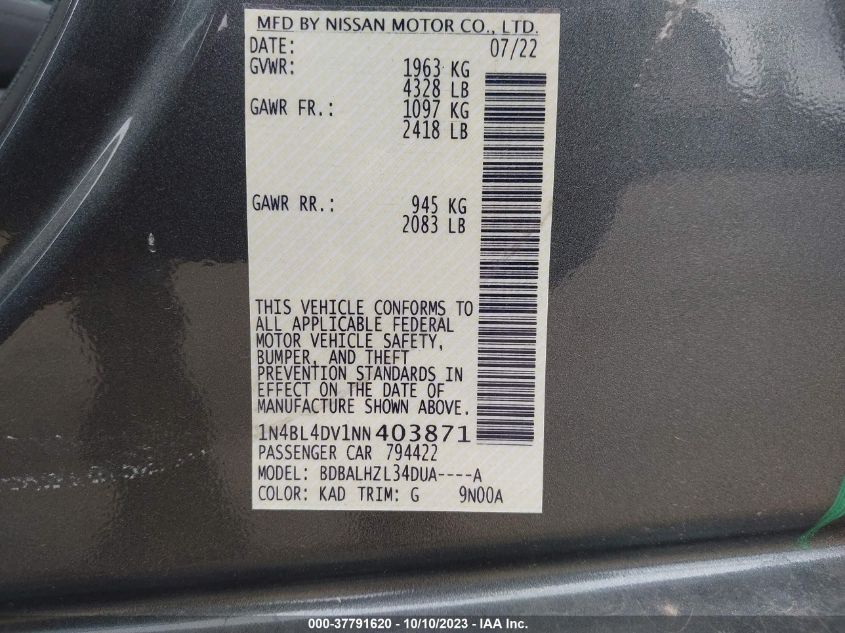 MFD BY NISSAN MOTOR CO., LTD.
DATE: 07/22
GVWR: 1963 KG
4328 LB
GAWR FR.: 1097 KG
2418 LB
GAWR RR.: 945 KG
2083 LB
THIS VEHICLE CONFORMS TO
ALL APPLICABLE FEDERAL
MOTOR VEHICLE SAFETY,
BUMPER, AND THEFT
PREVENTION STANDARDS IN
EFFECT ON THE DATE OF
MANUFACTURE SHOWN ABOVE.
1N4BL4DV1NN403871
PASSENGER CAR 794422
MODEL: BDBALHZL34DUA----A
COLOR: KAD TRIM: G 9N00A
000-37791620 - 10/10/2023 - IAA Inc.